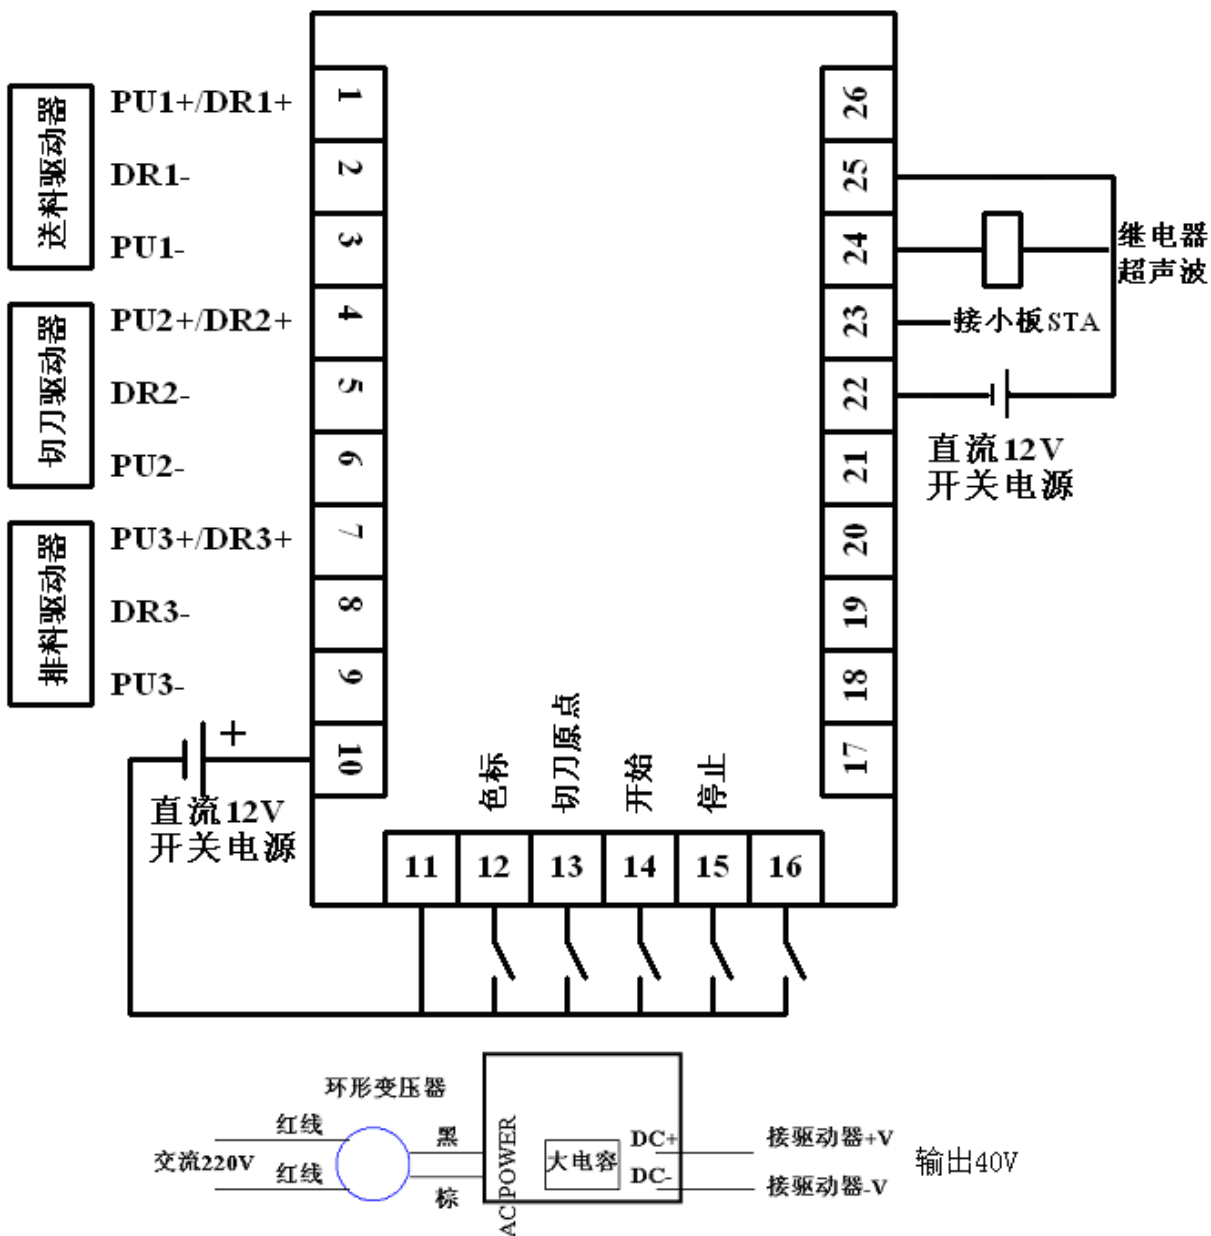 送料驱动器
PU1+/DR1+
DR1-
PU1-
切刀驱动器
PU2+/DR2+
DR2-
PU2-
排料驱动器
PU3+/DR3+
DR3-
PU3-
1
2
3
4
5
6
7
8
9
10
+
直流12V
开关电源
色标
切刀原点
开始
停止
11
12
13
14
15
16
26
25
24
23
22
21
20
19
18
17
继电器
超声波
接小板STA
直流12V
开关电源
环形变压器
交流220V
红线
红线
黑
棕
AC POWER
大电容
DC+
DC-
接驱动器+V
接驱动器-V
输出40V